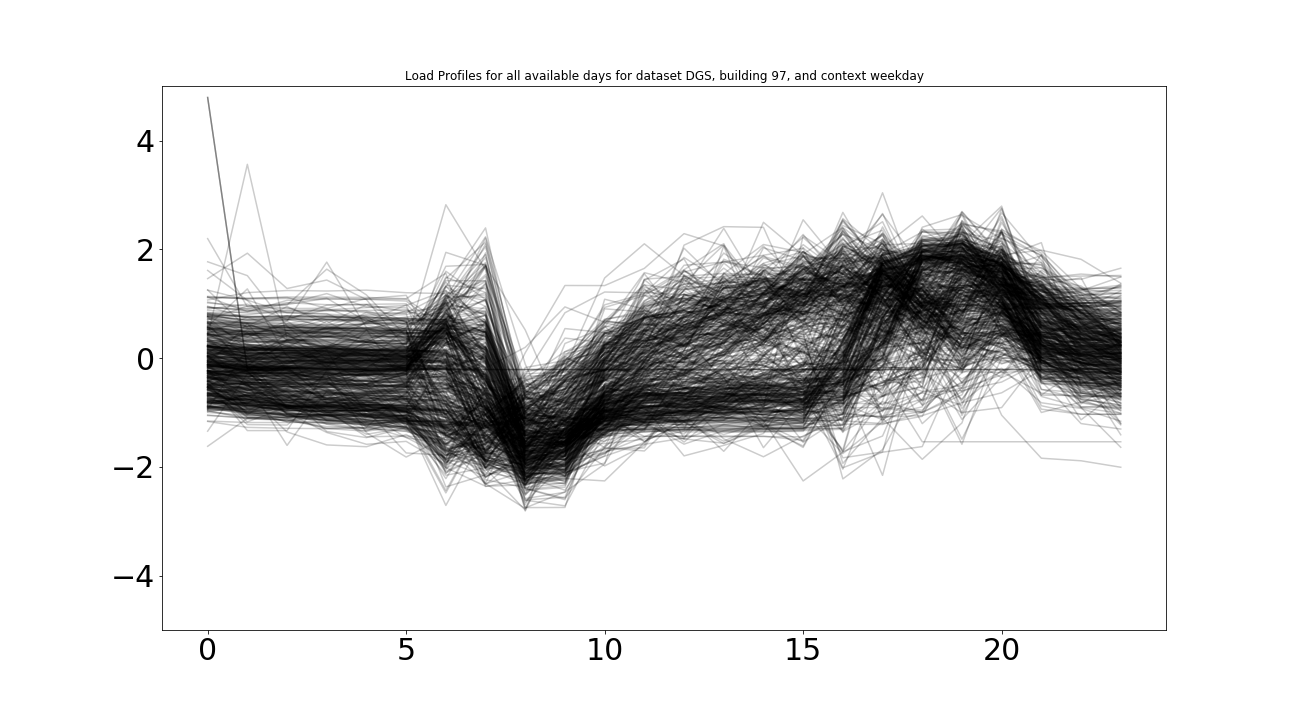 Load Profiles for all available days for dataset DGS, building 97, and context weekday
4
2
0
−2
−4
0 5 10 15 20